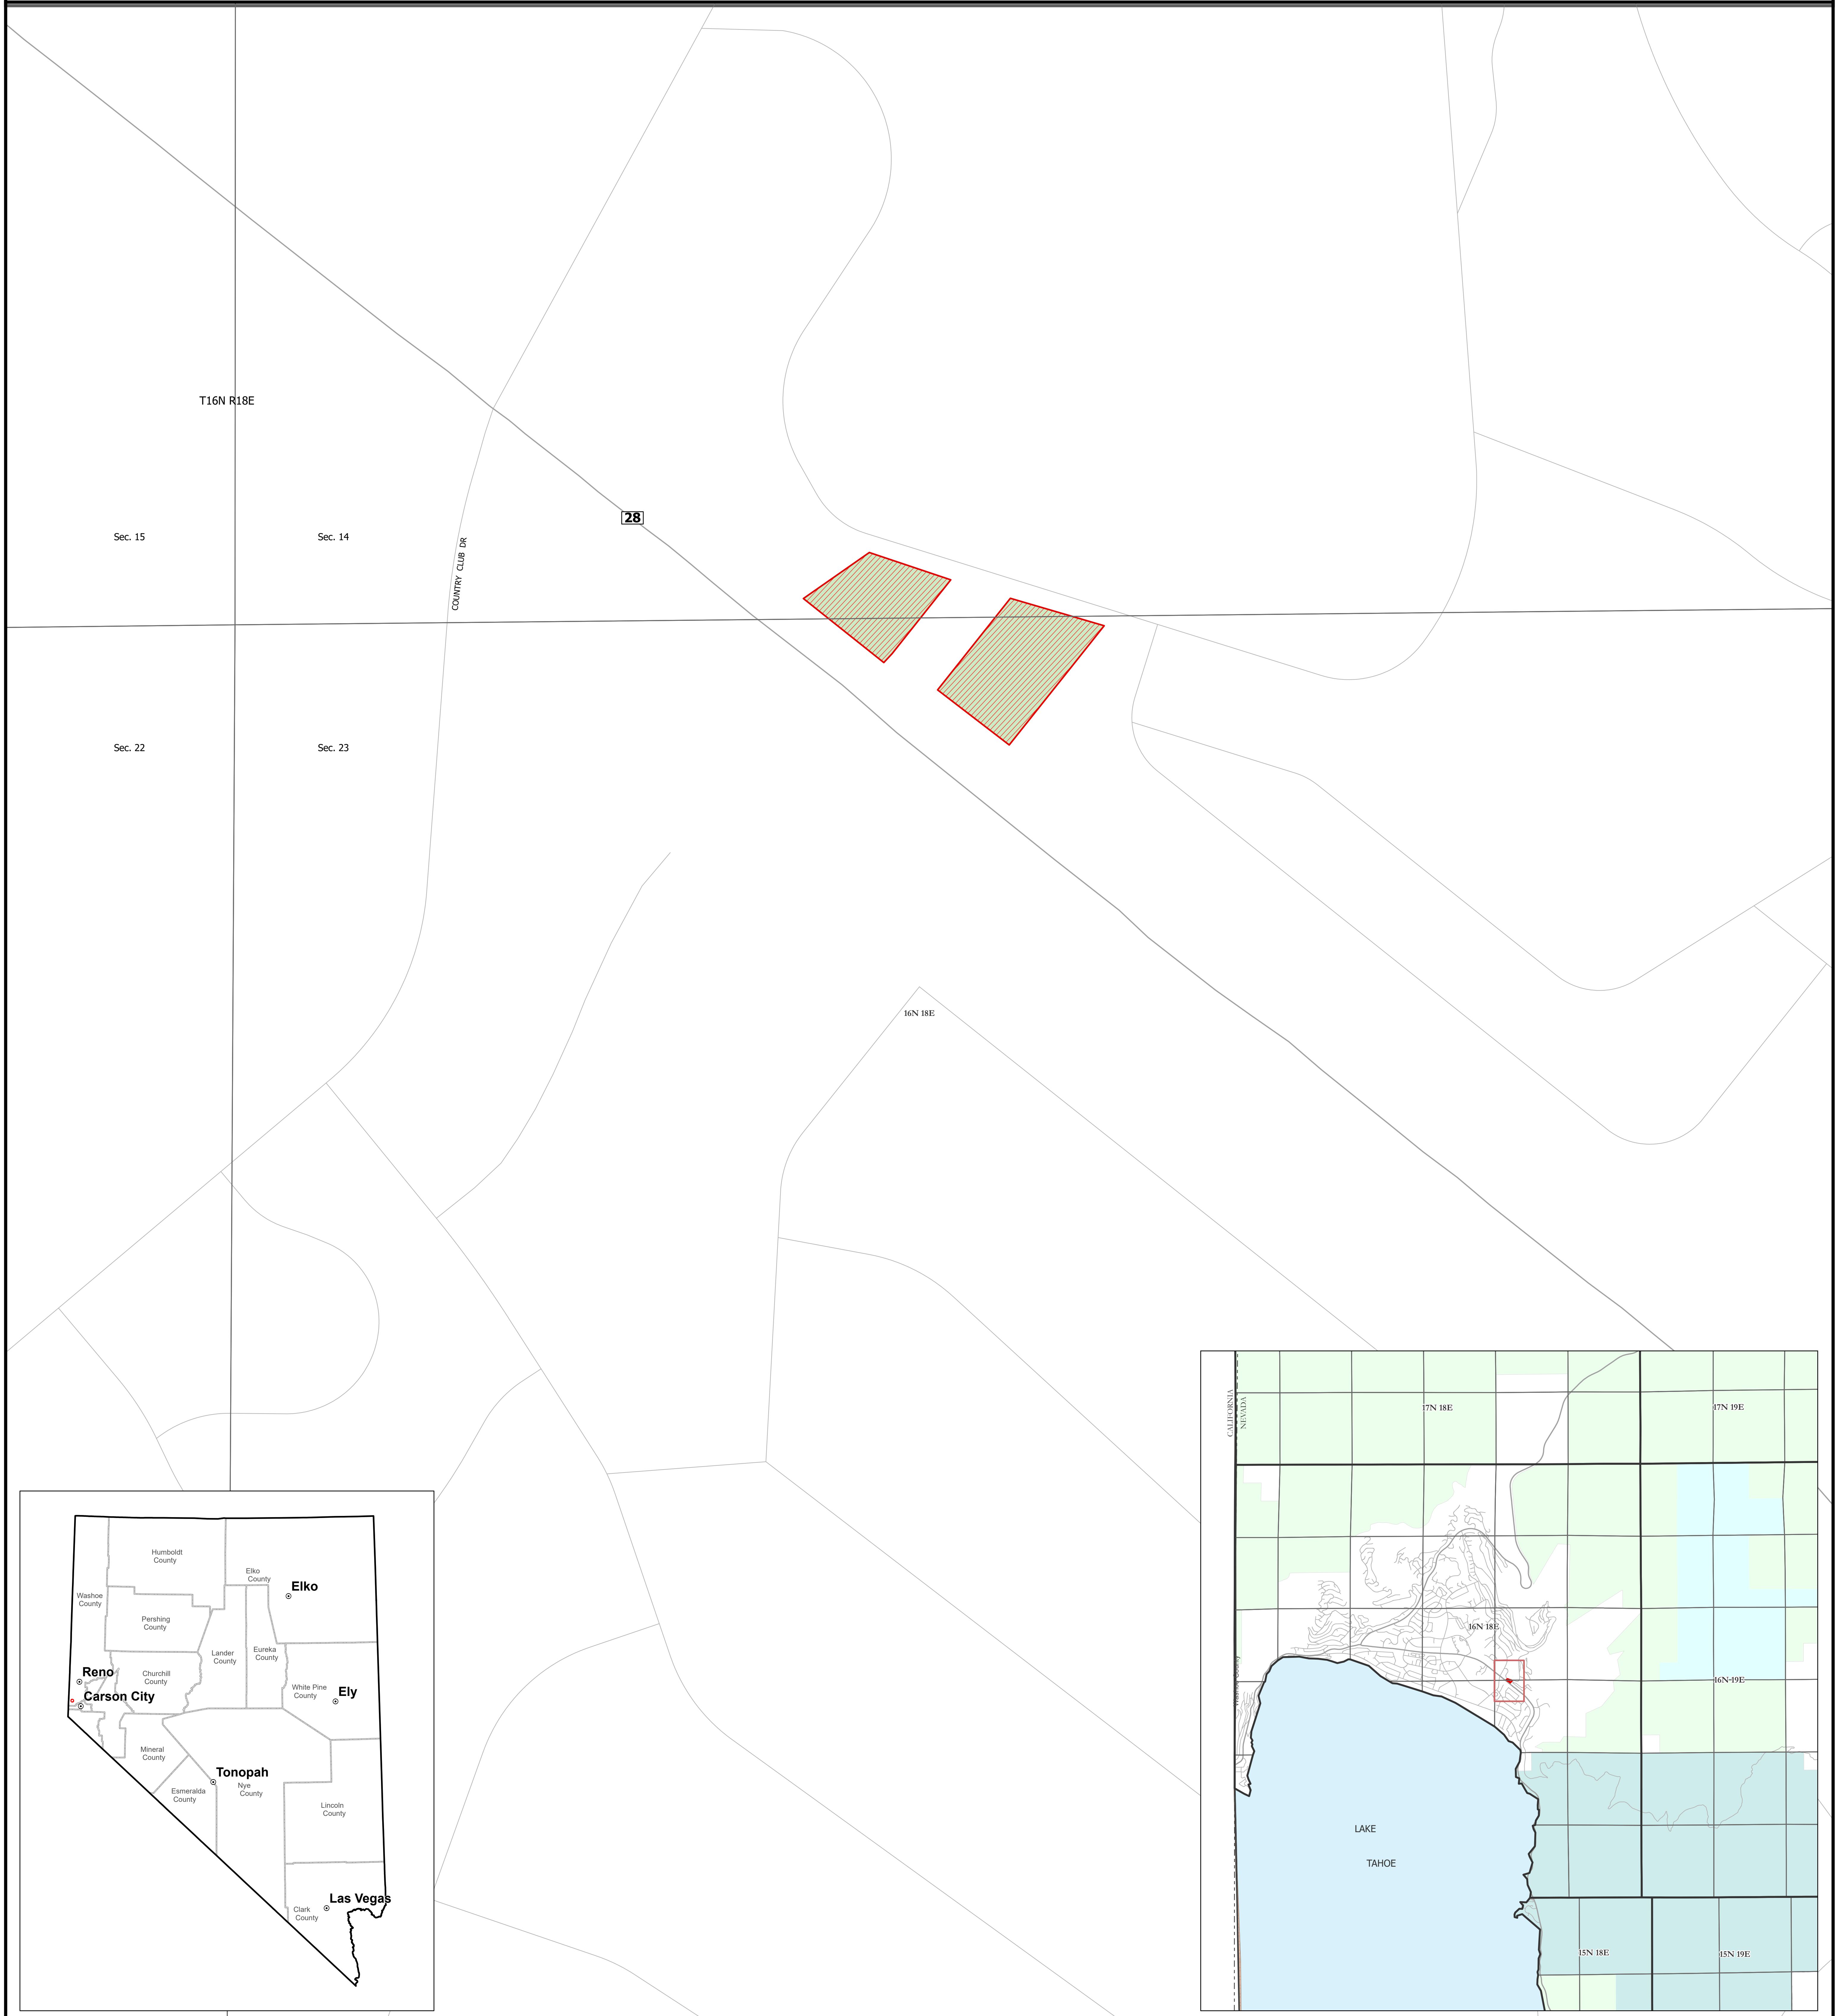 T16N R18E
28
Sec. 15
Sec. 14
COUNTRY CLUB DR
Sec. 22
Sec. 23
16N 18E
Humboldt
County
Elko
County
Elko
Washoe
County
Pershing
County
Lander
County
Eureka
County
Reno
Churchill
County
White Pine
County
Ely
Carson City
Mineral
County
Tonopah
Nye
County
Esmeralda
County
Lincoln
County
Las Vegas
Clark
County
CALIFORNIA
NEVADA
17N 18E
17N 19E
16N 18E
16N 19E
LAKE
TAHOE
15N 18E
15N 19E